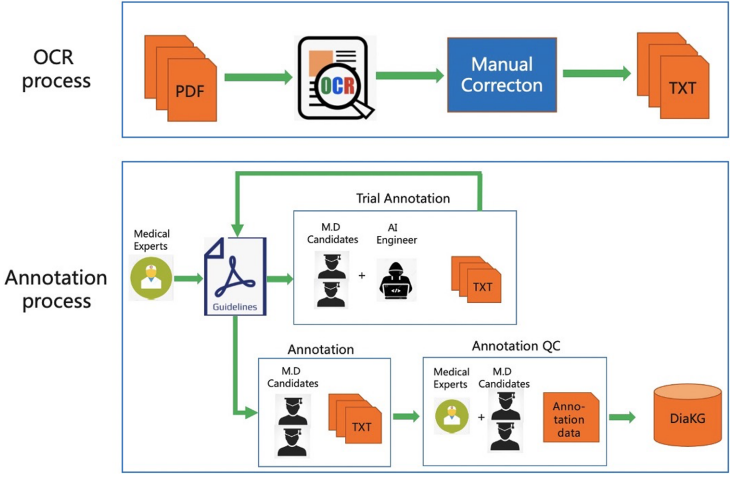 OCR
process
PDF
OCR
Manual
Correcton
TXT
Annotation
process
Trial Annotation
Medical
Experts
Guidelines
M.D
Candidates
+
AI
Engineer
TXT
Annotation
M.D
Candidates
TXT
Annotation QC
Medical
Experts
+
M.D
Candidates
Anno-
tation
data
DiaKG